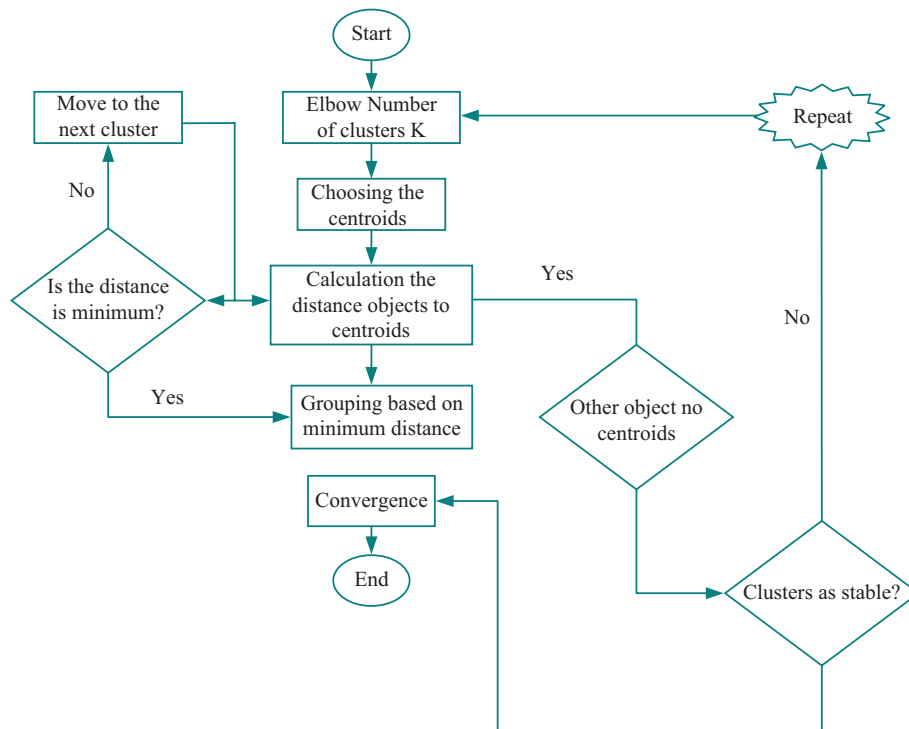 Start
Move to the
next cluster
Elbow Number
of clusters K
Repeat
No
Choosing the
centroids
Is the distance
is minimum?
Calculation the
distance objects to
centroids
Yes
No
Yes
Grouping based on
minimum distance
Other object no
centroids
Convergence
End
Clusters as stable?